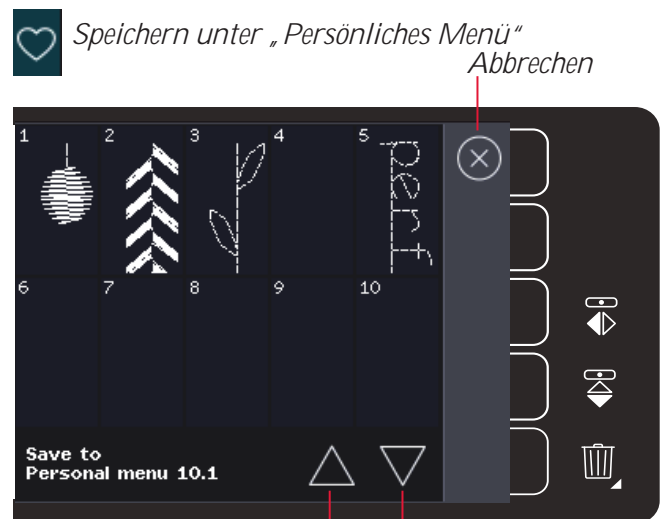 Speichern unter „Persönliches Menü“
Abbrechen
1 2 3 4 5
perf
6 7 8 9 10
Save to
Personal menu 10.1